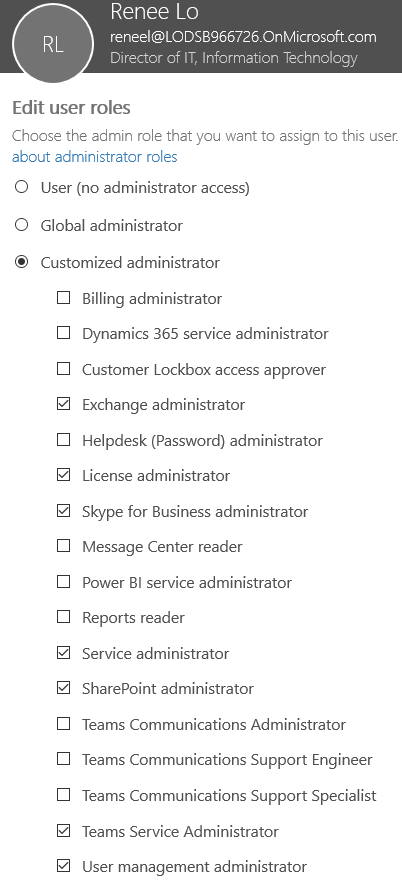 Renee Lo
RL
reneel@LODSB966726.OnMicrosoft.com
Director of IT, Information Technology
Edit user roles
Choose the admin role that you want to assign to this user.
about administrator roles
User (no administrator access)
Global administrator
Customized administrator
Billing administrator
Dynamics 365 service administrator
Customer Lockbox access approver
Exchange administrator
Helpdesk (Password) administrator
License administrator
Skype for Business administrator
Message Center reader
Power BI service administrator
Reports reader
Service administrator
SharePoint administrator
Teams Communications Administrator
Teams Communications Support Engineer
Teams Communications Support Specialist
Teams Service Administrator
User management administrator